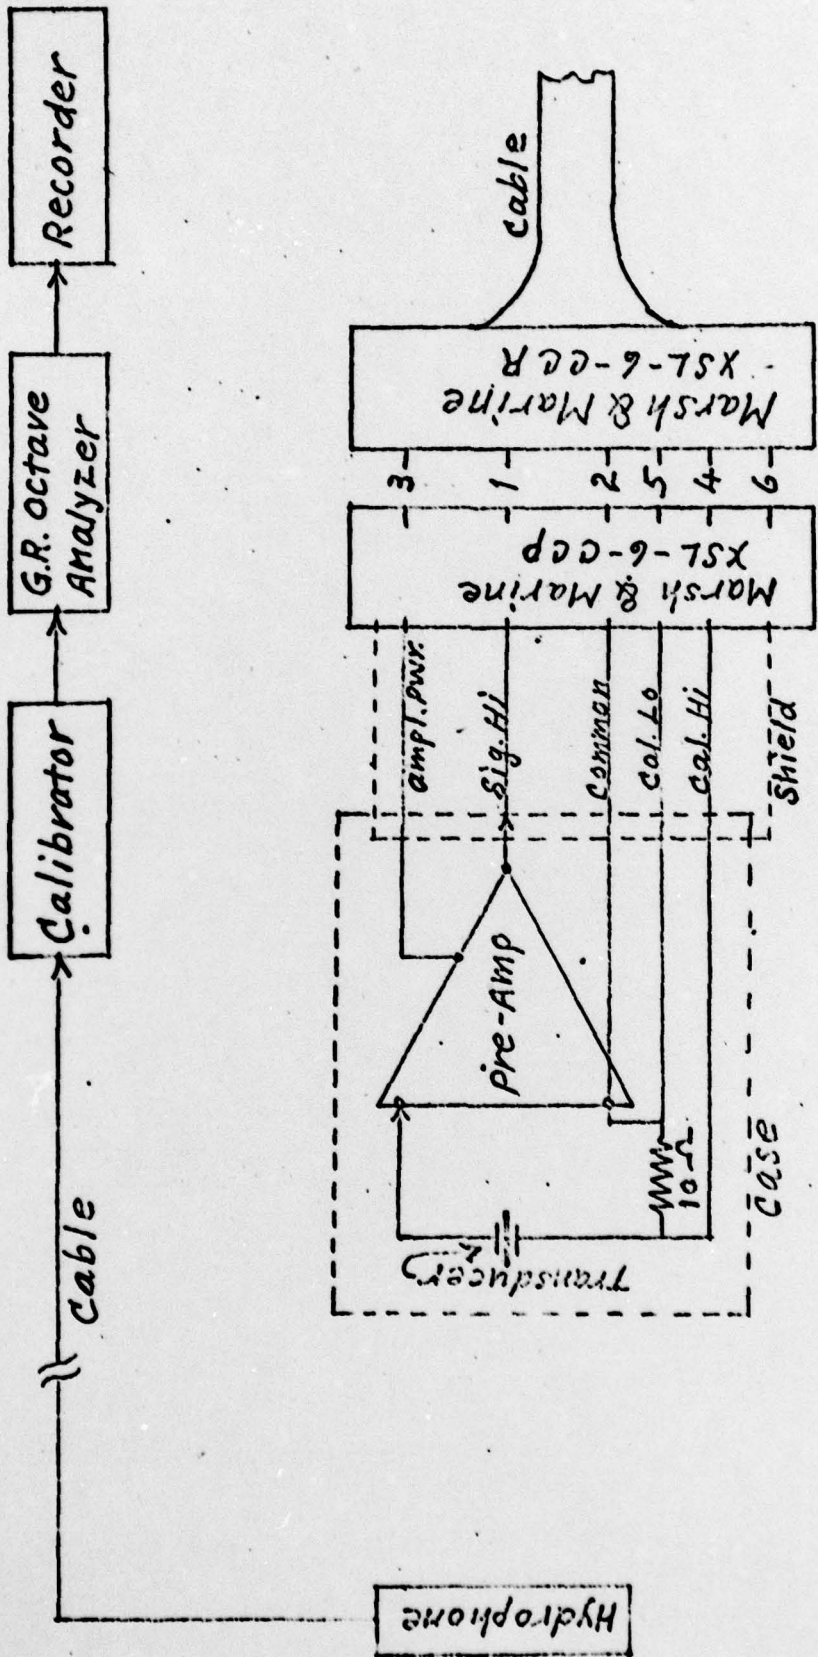 Hydrophone
Cable
Calibrator
G.R. Octave
Analyzer
Recorder
Transducer
Pre-Amp
10Ω
Case
ampl. pwr.
Sig. Hi
Common
Cal. Lo
Cal. Hi
Shield
Marsh & Marine
XSL-6-CCP
3
1
2
5
4
6
Marsh & Marine
XSL-6-CCR
Cable